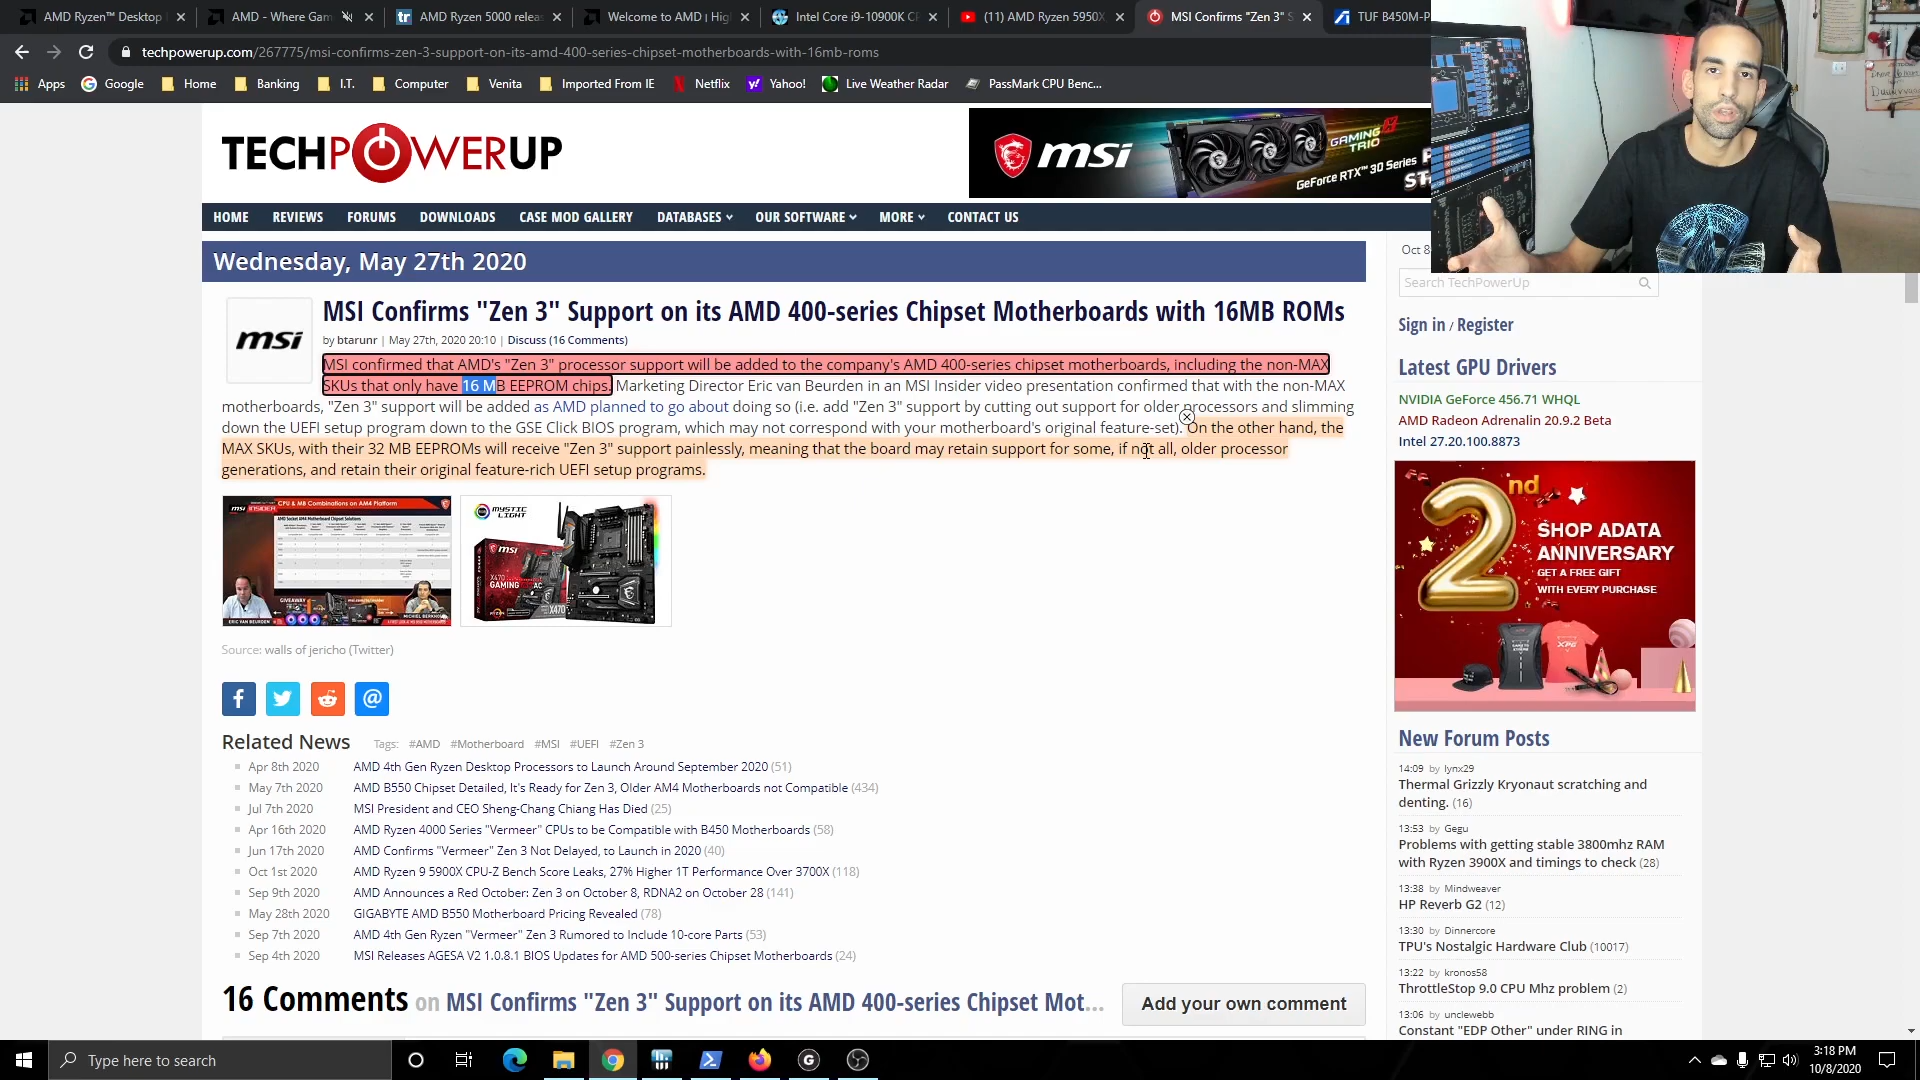 AMD Ryzen™ Desktop
AMD - Where Gam
AMD Ryzen 5000 relea
Welcome to AMD | Hig
Intel Core i9-10900K CP
(11) AMD Ryzen 5950X
MSI Confirms "Zen 3" S
TUF B450M-P
techpowerup.com/267775/msi-confirms-zen-3-support-on-its-amd-400-series-chipset-motherboards-with-16mb-roms
Apps
Google
Home
Banking
I.T.
Computer
Venita
Imported From IE
Netflix
Yahoo!
Live Weather Radar
PassMark CPU Benc...
TECHPOWERUP
msi
GAMING
TRIO
GeForce RTX™ 30 Series
HOME
REVIEWS
FORUMS
DOWNLOADS
CASE MOD GALLERY
DATABASES
OUR SOFTWARE
MORE
CONTACT US
Wednesday, May 27th 2020
Oct 8
Search TechPowerUp
msi
MSI Confirms "Zen 3" Support on its AMD 400-series Chipset Motherboards with 16MB ROMs
by btarunr | May 27th, 2020 20:10 | Discuss (16 Comments)
MSI confirmed that AMD's "Zen 3" processor support will be added to the company's AMD 400-series chipset motherboards, including the non-MAX
SKUs that only have 16 MB EEPROM chips. Marketing Director Eric van Beurden in an MSI Insider video presentation confirmed that with the non-MAX
motherboards, "Zen 3" support will be added as AMD planned to go about doing so (i.e. add "Zen 3" support by cutting out support for older processors and slimming
down the UEFI setup program down to the GSE Click BIOS program, which may not correspond with your motherboard's original feature-set). On the other hand, the
MAX SKUs, with their 32 MB EEPROMs will receive "Zen 3" support painlessly, meaning that the board may retain support for some, if not all, older processor
generations, and retain their original feature-rich UEFI setup programs.
Sign in / Register
Latest GPU Drivers
NVIDIA GeForce 456.71 WHQL
AMD Radeon Adrenalin 20.9.2 Beta
Intel 27.20.100.8873
CPU & MB Combinations on AM4 Platform
AMD Socket AM4 Motherboard Chipset Solutions
GIVEAWAY
ERIC VAN BEURDEN
MYSTIC
LIGHT
msi
X470
2nd
SHOP ADATA
ANNIVERSARY
GET A FREE GIFT
WITH EVERY PURCHASE
XPG
Source: walls of jericho (Twitter)
Related News
Tags: #AMD #Motherboard #MSI #UEFI #Zen 3
Apr 8th 2020 AMD 4th Gen Ryzen Desktop Processors to Launch Around September 2020 (51)
May 7th 2020 AMD B550 Chipset Detailed, It's Ready for Zen 3, Older AM4 Motherboards not Compatible (434)
Jul 7th 2020 MSI President and CEO Sheng-Chang Chiang Has Died (25)
Apr 16th 2020 AMD Ryzen 4000 Series "Vermeer" CPUs to be Compatible with B450 Motherboards (58)
Jun 17th 2020 AMD Confirms "Vermeer" Zen 3 Not Delayed, to Launch in 2020 (40)
Oct 1st 2020 AMD Ryzen 9 5900X CPU-Z Bench Score Leaks, 27% Higher 1T Performance Over 3700X (118)
Sep 9th 2020 AMD Announces a Red October: Zen 3 on October 8, RDNA2 on October 28 (141)
May 28th 2020 GIGABYTE AMD B550 Motherboard Pricing Revealed (78)
Sep 7th 2020 AMD 4th Gen Ryzen "Vermeer" Zen 3 Rumored to Include 10-core Parts (53)
Sep 4th 2020 MSI Releases AGESA V2 1.0.8.1 BIOS Updates for AMD 500-series Chipset Motherboards (24)
16 Comments on MSI Confirms "Zen 3" Support on its AMD 400-series Chipset Mot...
Add your own comment
New Forum Posts
14:09 by lynx29
Thermal Grizzly Kryonaut scratching and
denting. (16)
13:53 by Gegu
Problems with getting stable 3800mhz RAM
with Ryzen 3900X and timings to check (28)
13:38 by Mindweaver
HP Reverb G2 (12)
13:30 by Dinnercore
TPU's Nostalgic Hardware Club (10017)
13:22 by kronos58
ThrottleStop 9.0 CPU Mhz problem (2)
13:06 by unclewebb
Constant "EDP Other" under RING in
Type here to search
3:18 PM
10/8/2020